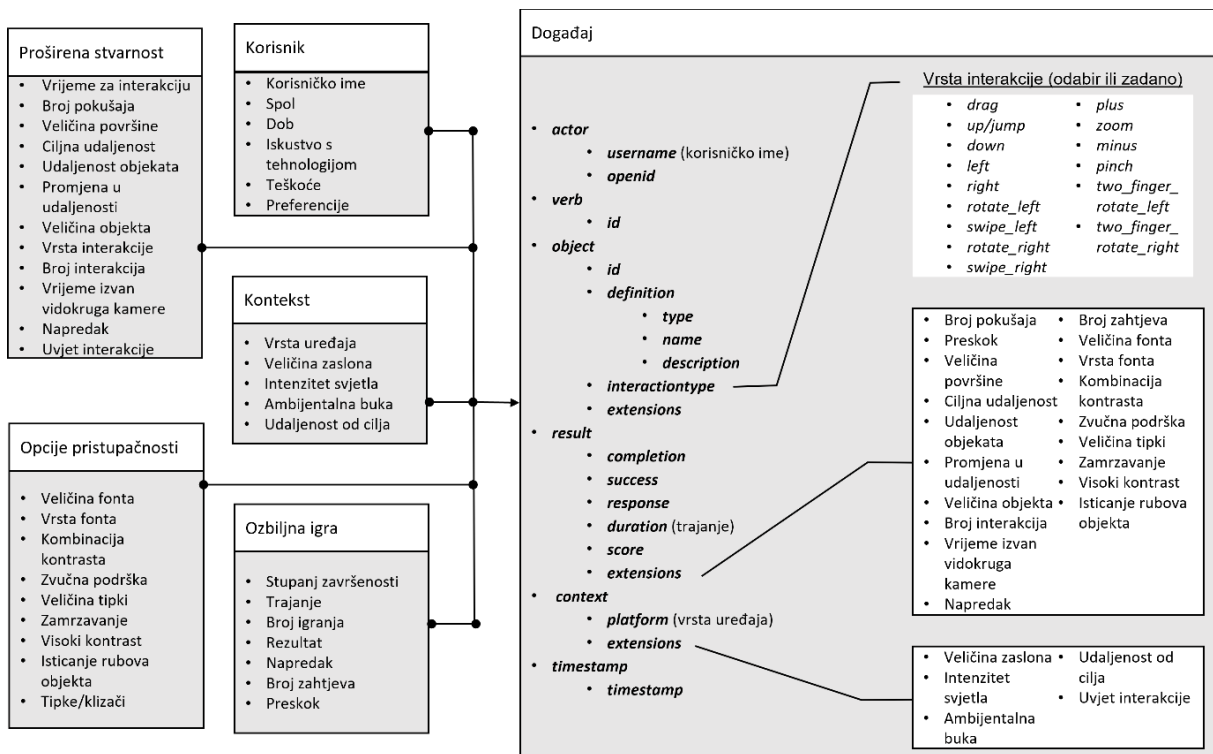 Proširena stvarnost
• Vrijeme za interakciju
• Broj pokušaja
• Veličina površine
• Ciljna udaljenost
• Udaljenost objekata
• Promjena u
udaljenosti
• Veličina objekta
• Vrsta interakcije
• Broj interakcija
• Vrijeme izvan
vidokruga kamere
• Napredak
• Uvjet interakcije
Opcije pristupačnosti
• Veličina fonta
• Vrsta fonta
• Kombinacija
kontrasta
• Zvučna podrška
• Veličina tipki
• Zamrzavanje
• Visoki kontrast
• Isticanje rubova
objekta
• Tipke/klizači
Korisnik
• Korisničko ime
• Spol
• Dob
• Iskustvo s
tehnologijom
• Teškoće
• Preferencije
Kontekst
• Vrsta uređaja
• Veličina zaslona
• Intenzitet svjetla
• Ambijentalna buka
• Udaljenost od cilja
Ozbiljna igra
• Stupanj završenosti
• Trajanje
• Broj igranja
• Rezultat
• Napredak
• Broj zahtjeva
• Preskok
Događaj
• actor
• username (korisničko ime)
• openid
• verb
• id
• object
• id
• definition
• type
• name
• description
• interactiontype
• extensions
• result
• completion
• success
• response
• duration (trajanje)
• score
• extensions
• context
• platform (vrsta uređaja)
• extensions
• timestamp
• timestamp
Vrsta interakcije (odabir ili zadano)
• drag
• up/jump
• down
• left
• right
• rotate_left
• swipe_left
• rotate_right
• swipe_right
• plus
• zoom
• minus
• pinch
• two_finger_
rotate_left
• two_finger_
rotate_right
• Broj pokušaja
• Preskok
• Veličina
površine
• Ciljna udaljenost
• Udaljenost
objekata
• Promjena u
udaljenosti
• Veličina objekta
• Broj interakcija
• Vrijeme izvan
vidokruga
kamere
• Napredak
• Broj zahtjeva
• Veličina fonta
• Vrsta fonta
• Kombinacija
kontrasta
• Zvučna podrška
• Veličina tipki
• Zamrzavanje
• Visoki kontrast
• Isticanje rubova
objekta
• Veličina zaslona
• Intenzitet
svjetla
• Ambijentalna
buka
• Udaljenost od
cilja
• Uvjet interakcije